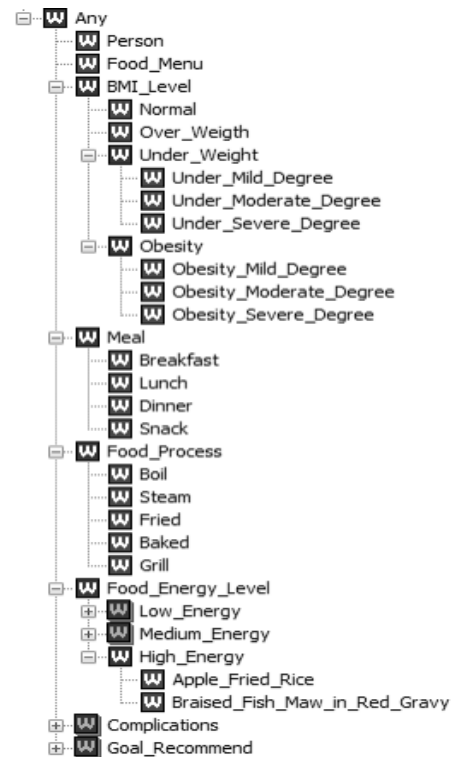 Any
Person
Food_Menu
BMI_Level
Normal
Over_Weigth
Under_Weight
Under_Mild_Degree
Under_Moderate_Degree
Under_Severe_Degree
Obesity
Obesity_Mild_Degree
Obesity_Moderate_Degree
Obesity_Severe_Degree
Meal
Breakfast
Lunch
Dinner
Snack
Food_Process
Boil
Steam
Fried
Baked
Grill
Food_Energy_Level
Low_Energy
Medium_Energy
High_Energy
Apple_Fried_Rice
Braised_Fish_Maw_in_Red_Gravy
Complications
Goal_Recommend